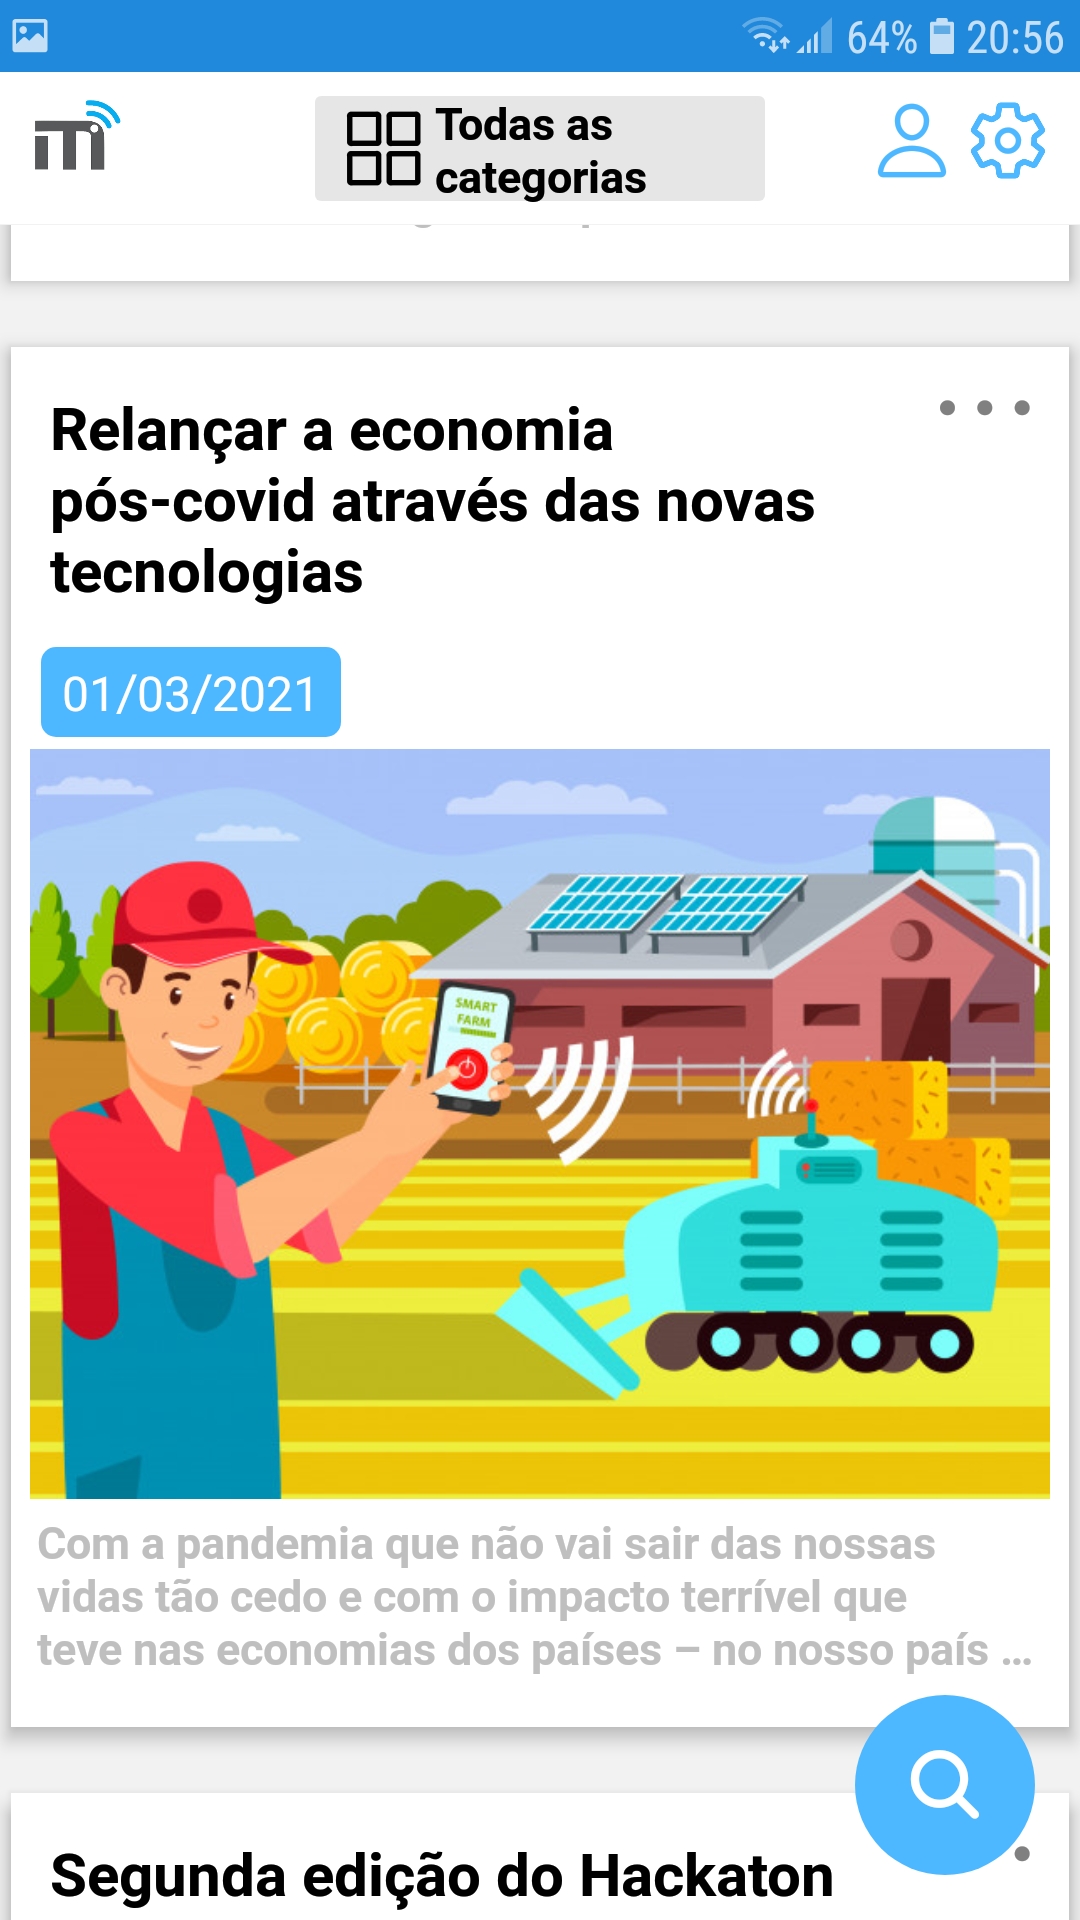 64% 20:56
Todas as
categorias
Relançar a economia
pós-covid através das novas
tecnologias
01/03/2021
SMART
FARM
Com a pandemia que não vai sair das nossas
vidas tão cedo e com o impacto terrível que
teve nas economias dos países – no nosso país ...
Segunda edição do Hackaton